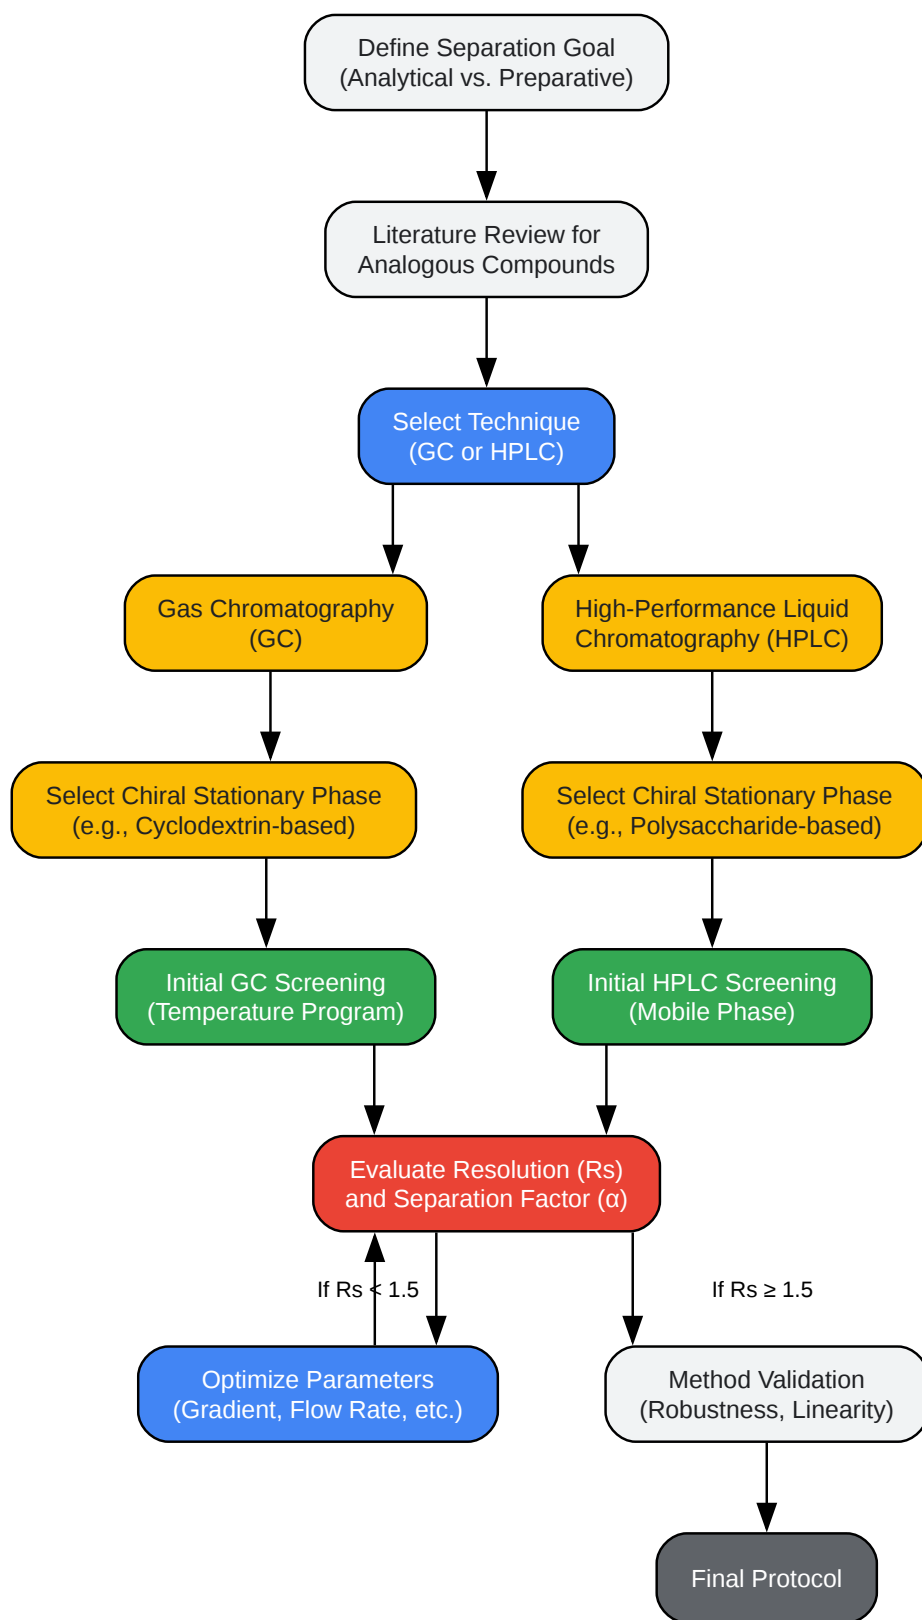 Define Separation Goal
(Analytical vs. Preparative)
Literature Review for
Analogous Compounds
Select Technique
(GC or HPLC)
Gas Chromatography
(GC)
High-Performance Liquid
Chromatography (HPLC)
Select Chiral Stationary Phase
(e.g., Cyclodextrin-based)
Select Chiral Stationary Phase
(e.g., Polysaccharide-based)
Initial GC Screening
(Temperature Program)
Initial HPLC Screening
(Mobile Phase)
Evaluate Resolution (Rs)
and Separation Factor (α)
If Rs < 1.5
If Rs ≥ 1.5
Optimize Parameters
(Gradient, Flow Rate, etc.)
Method Validation
(Robustness, Linearity)
Final Protocol